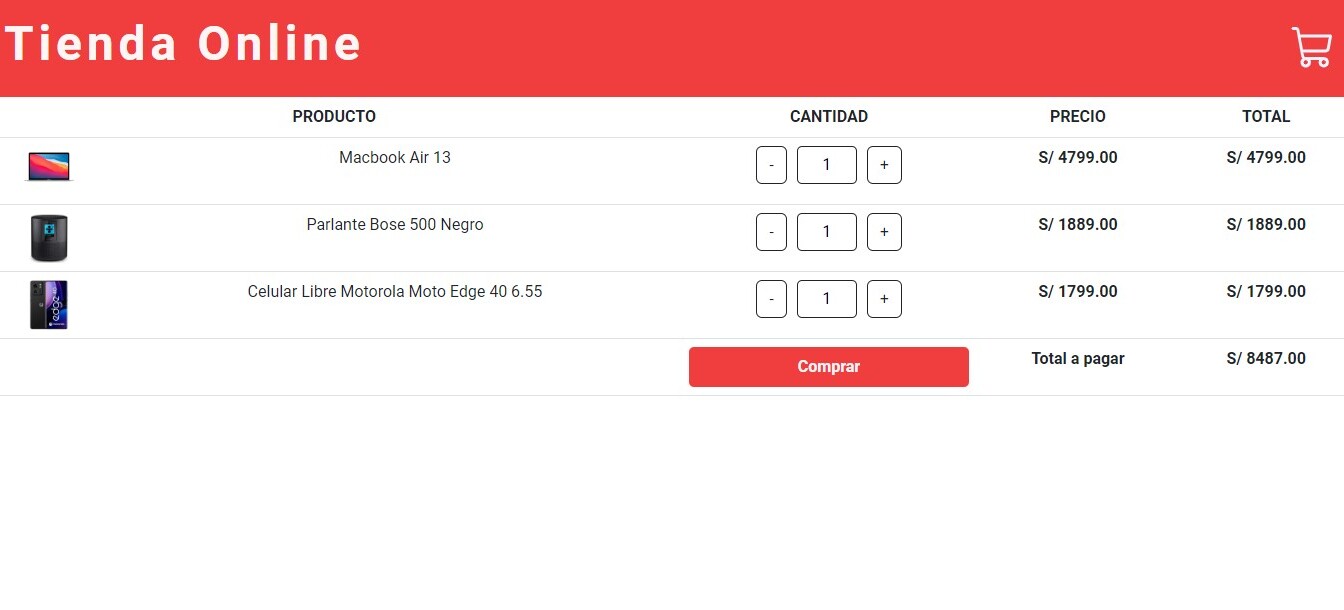 Tienda Online
PRODUCTO CANTIDAD PRECIO TOTAL
Macbook Air 13 - 1 + S/ 4799.00 S/ 4799.00
Parlante Bose 500 Negro - 1 + S/ 1889.00 S/ 1889.00
edge 40
Celular Libre Motorola Moto Edge 40 6.55 - 1 + S/ 1799.00 S/ 1799.00
Comprar Total a pagar S/ 8487.00